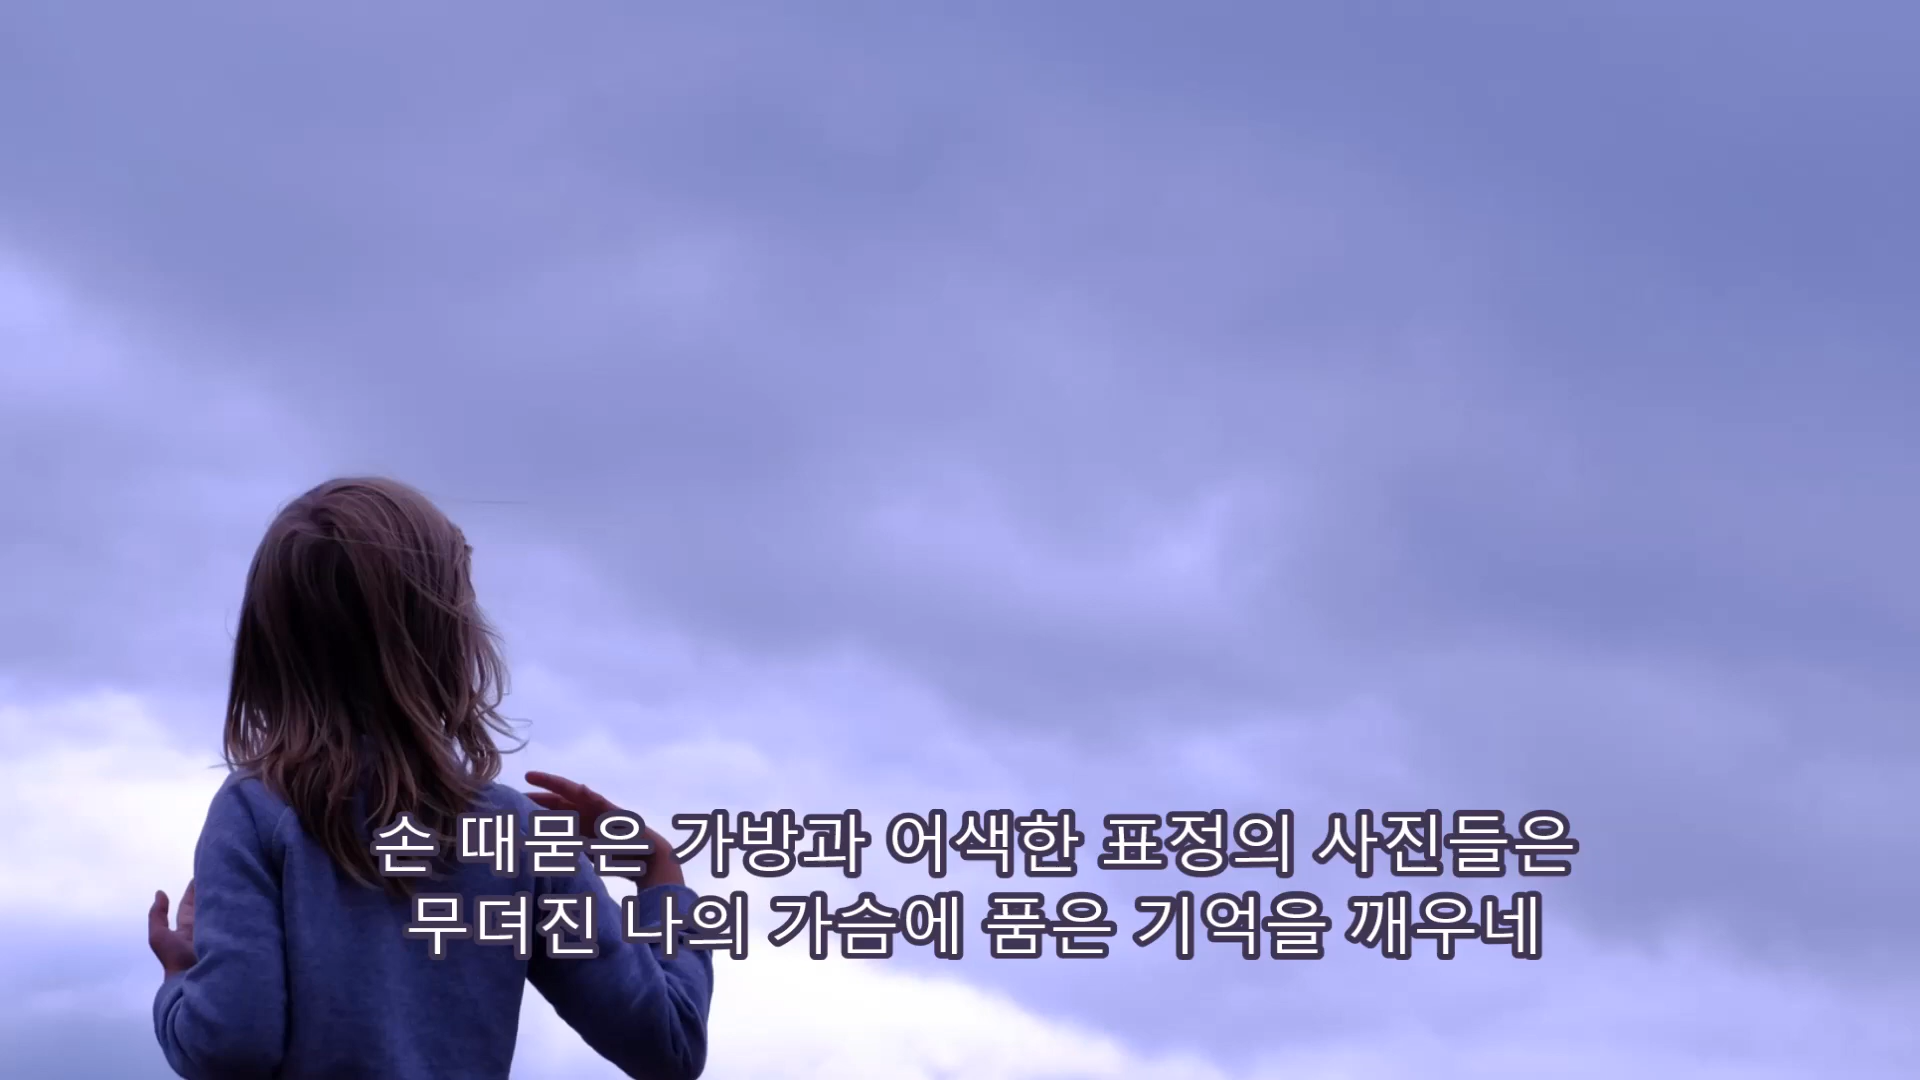 손 때묻은 가방과 어색한 표정의 사진들은
무뎌진 나의 가슴에 품은 기억을 깨우네